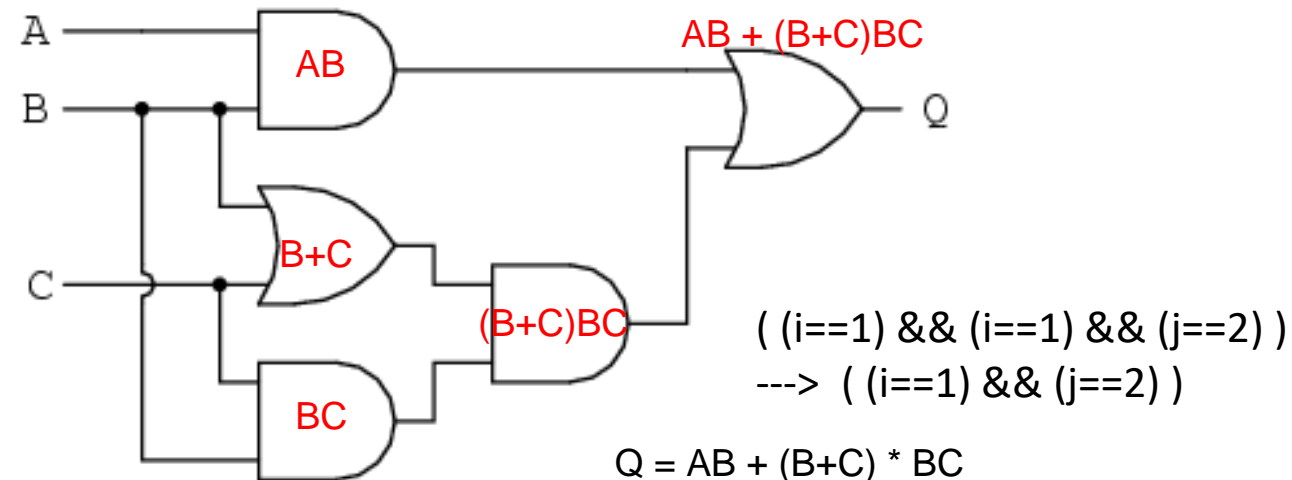 A
AB
AB + (B+C)BC
B
Q
B+C
C
(B+C)BC
( (i==1) && (i==1) && (j==2) )
---> ( (i==1) && (j==2) )
BC
Q = AB + (B+C) * BC